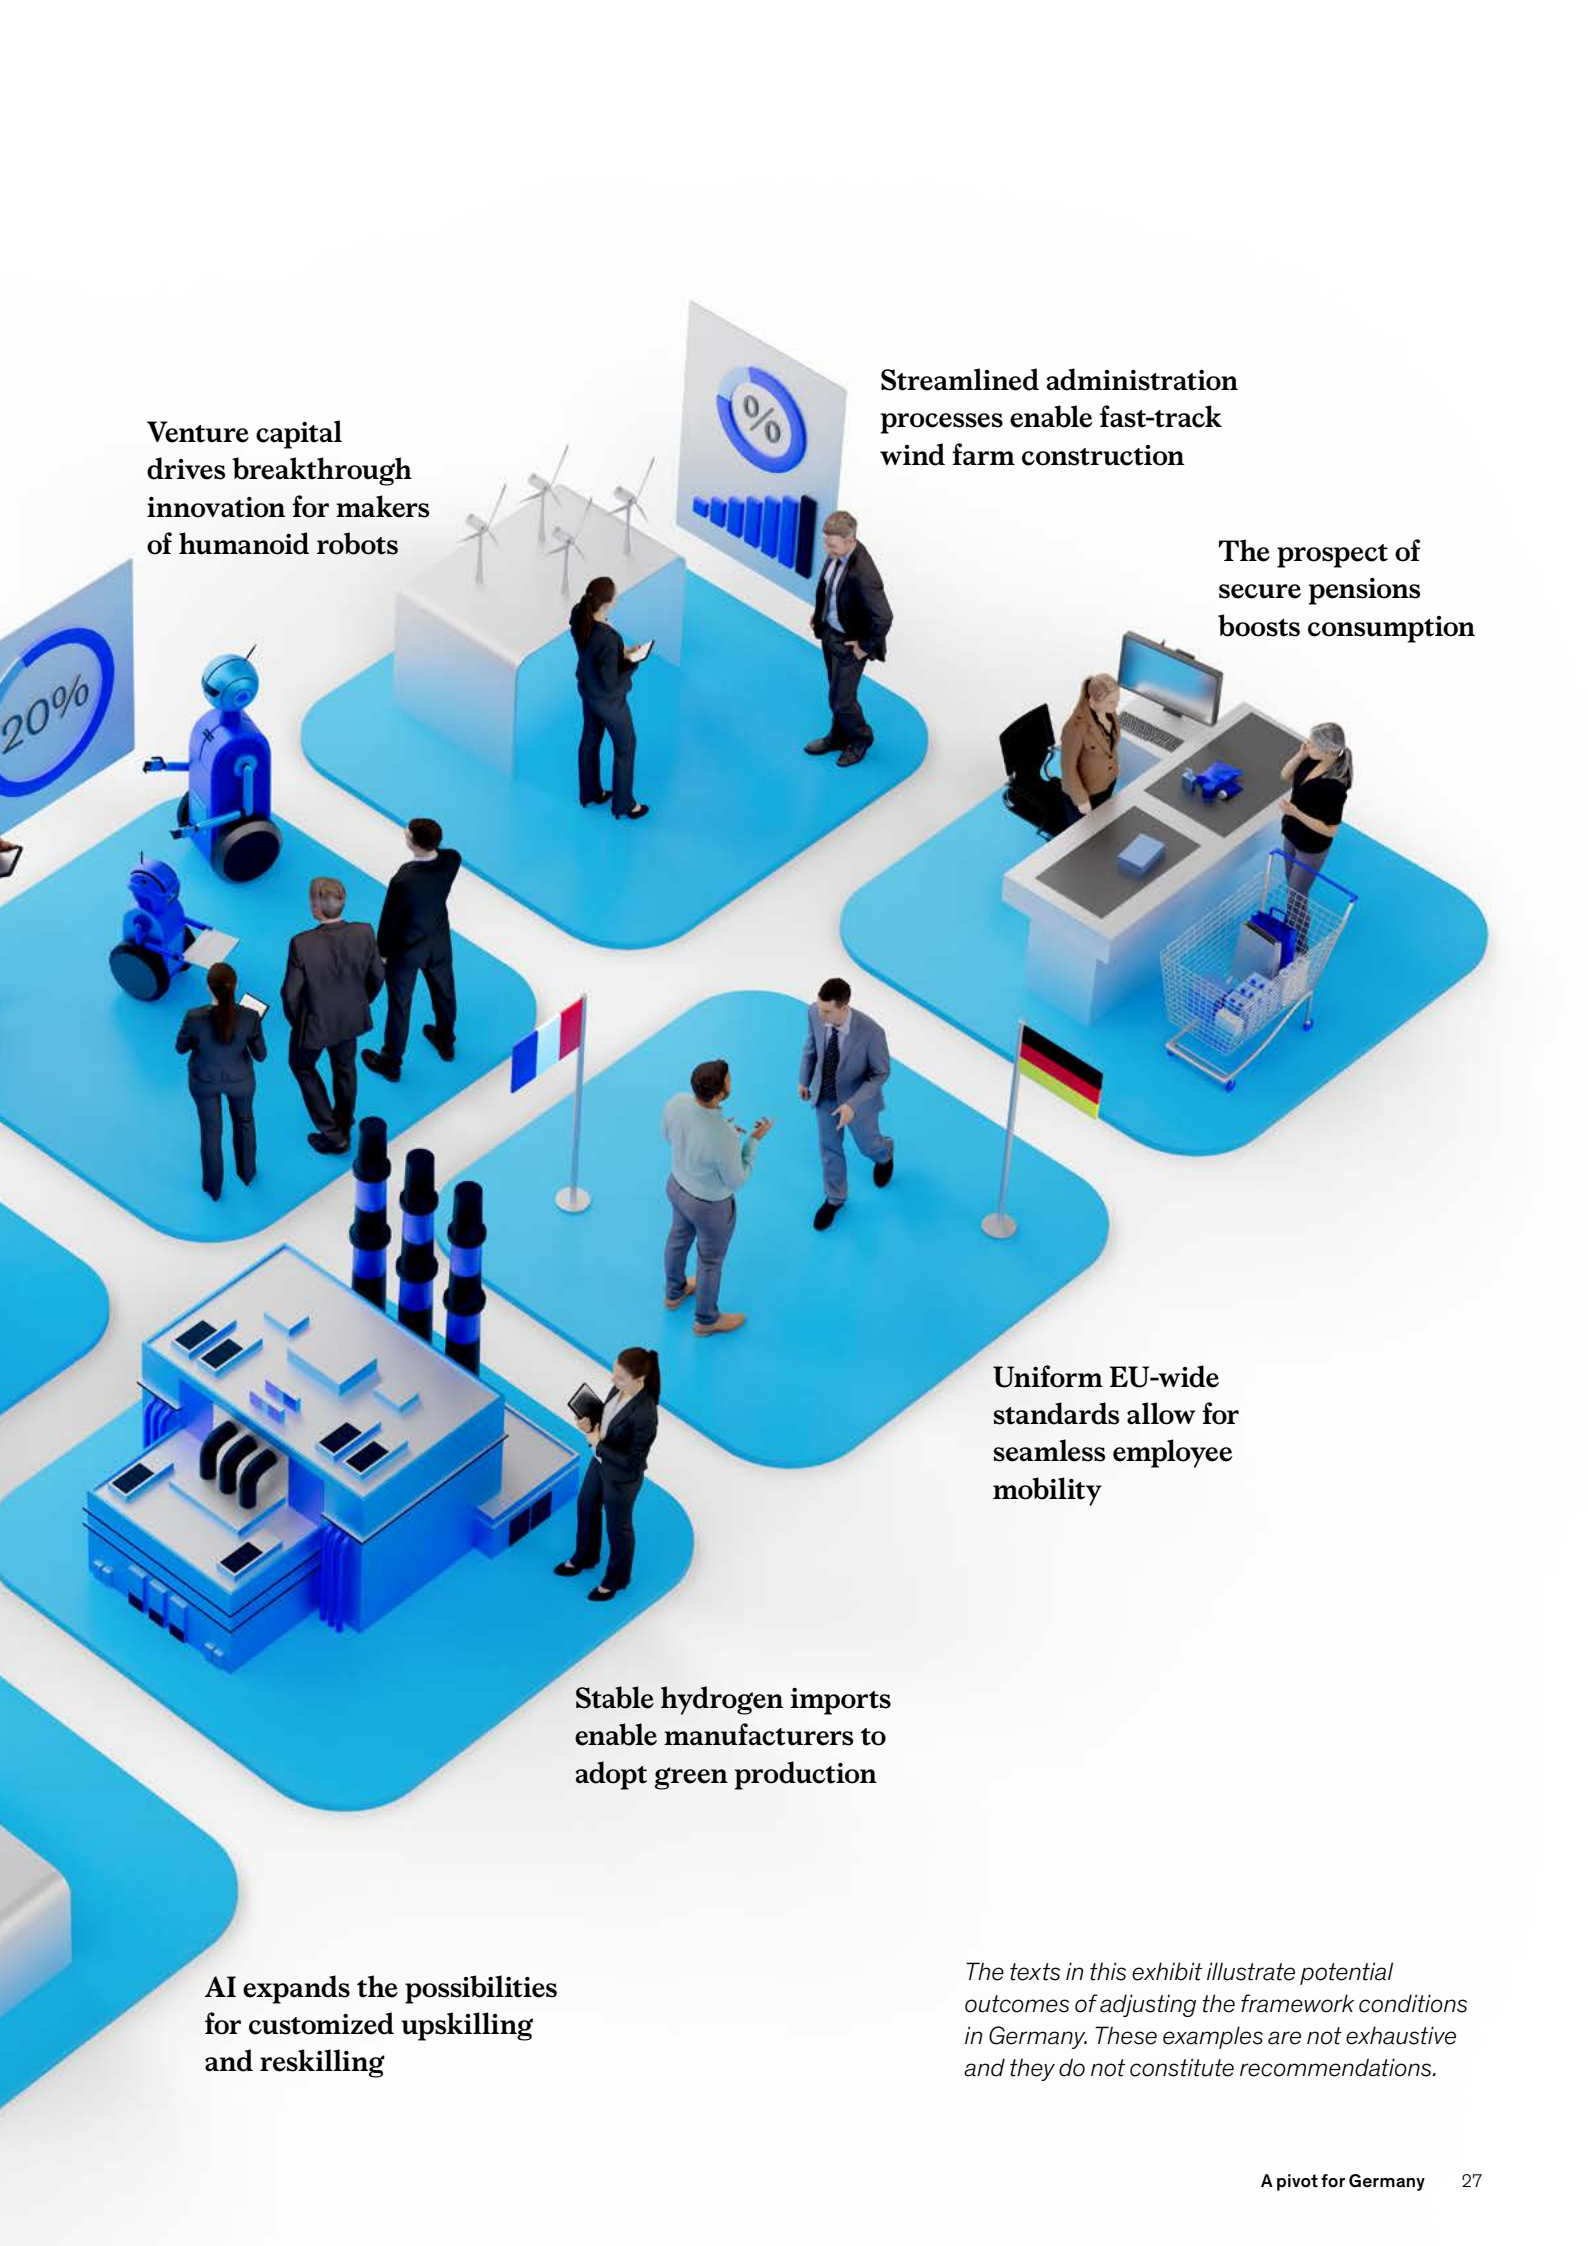 Streamlined administration
processes enable fast-track
wind farm construction
Venture capital
drives breakthrough
innovation for makers
of humanoid robots
%
The prospect of
secure pensions
boosts consumption
20%
Uniform EU-wide
standards allow for
seamless employee
mobility
Stable hydrogen imports
enable manufacturers to
adopt green production
AI expands the possibilities
for customized upskilling
and reskilling
The texts in this exhibit illustrate potential
outcomes of adjusting the framework conditions
in Germany. These examples are not exhaustive
and they do not constitute recommendations.
A pivot for Germany 27